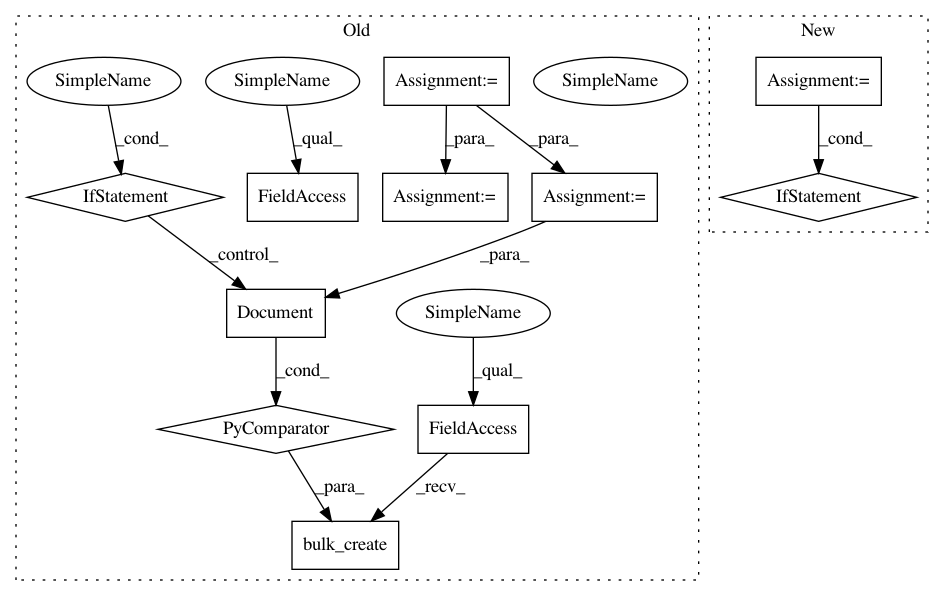 Old
New
SimpleName
SimpleName
Assignment:=
SimpleName
Assignment:=
_cond_
_qual_
_para_
_para_
_cond_
IfStatement
FieldAccess
Assignment:=
Assignment:=
IfStatement
_control_
_para_
Document
SimpleName
_cond_
_qual_
PyComparator
FieldAccess
_para_
_recv_
bulk_create